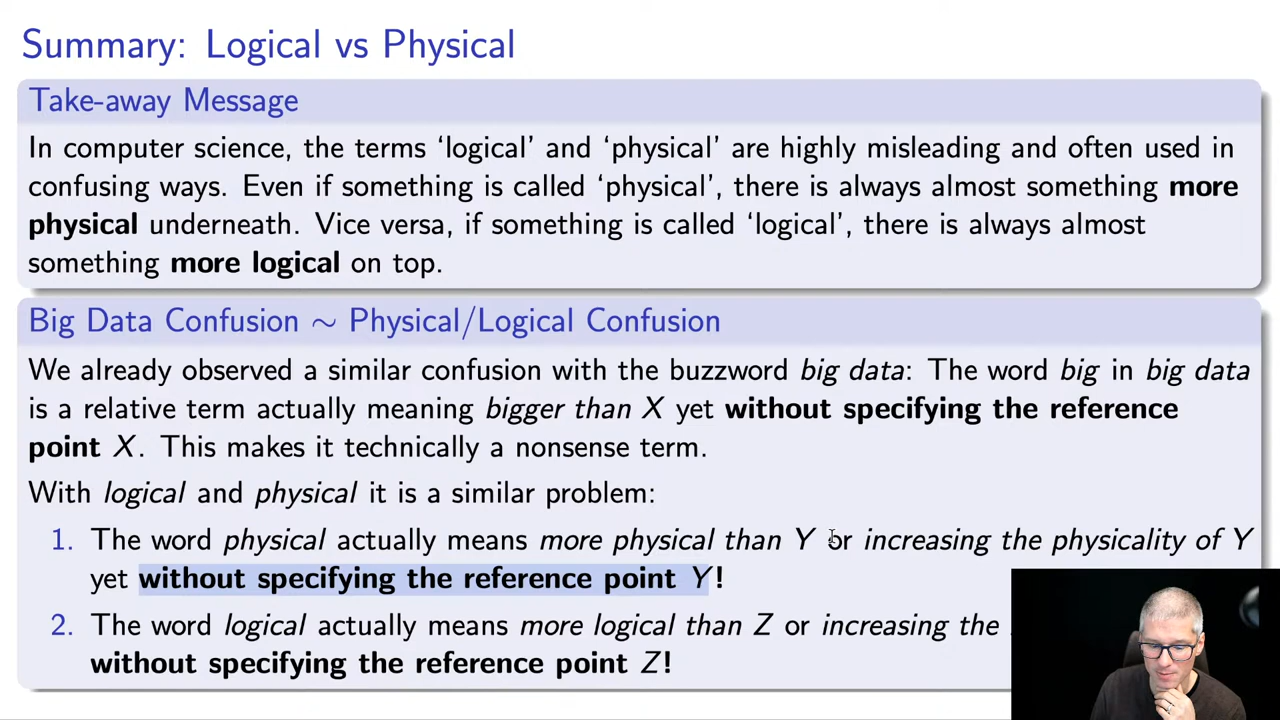 Summary: Logical vs Physical
Take-away Message
In computer science, the terms ‘logical’ and ‘physical’ are highly misleading and often used in
confusing ways. Even if something is called ‘physical’, there is always almost something more
physical underneath. Vice versa, if something is called ‘logical’, there is always almost
something more logical on top.
Big Data Confusion ∼ Physical/Logical Confusion
We already observed a similar confusion with the buzzword big data: The word big in big data
is a relative term actually meaning bigger than X yet without specifying the reference
point X. This makes it technically a nonsense term.
With logical and physical it is a similar problem:
1. The word physical actually means more physical than Y or increasing the physicality of Y
yet without specifying the reference point Y!
2. The word logical actually means more logical than Z or increasing the
without specifying the reference point Z!